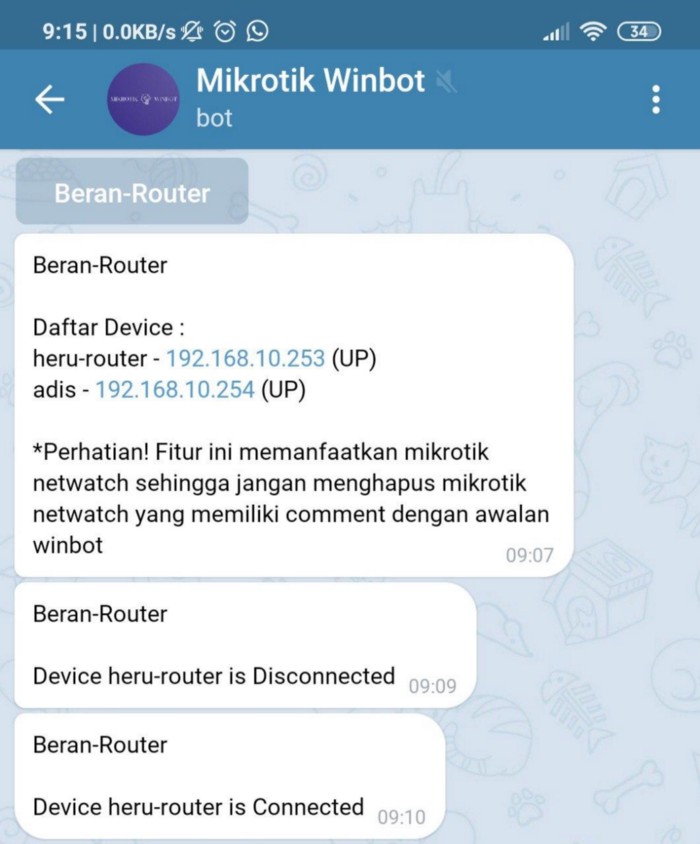 9:15 | 0.0KB/s
34
Mikrotik Winbot
bot
MIKROTIK WINBOT
Beran-Router
Beran-Router
Daftar Device :
heru-router - 192.168.10.253 (UP)
adis - 192.168.10.254 (UP)
*Perhatian! Fitur ini memanfaatkan mikrotik
netwatch sehingga jangan menghapus mikrotik
netwatch yang memiliki comment dengan awalan
winbot
09:07
Beran-Router
Device heru-router is Disconnected
09:09
Beran-Router
Device heru-router is Connected
09:10